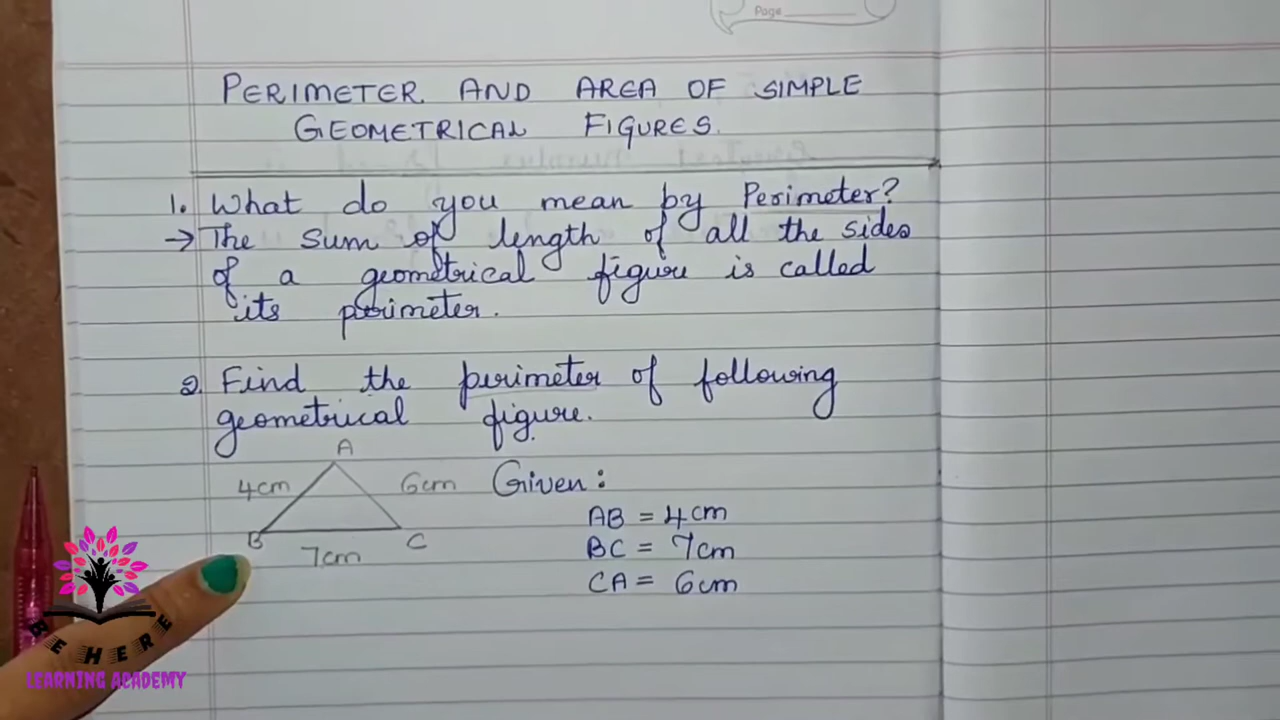 Page
PERIMETER AND AREA OF SIMPLE
GEOMETRICAL FIGURES.
1. What do you mean by Perimeter?
→ The sum of length of all the sides
of a geometrical figure is called
its perimeter.
2. Find the perimeter of following
geometrical figure.
A
4cm 6cm Given:
AB = 4cm
B C
7cm BC = 7cm
CA = 6cm
BEHERE
LEARNING ACADEMY